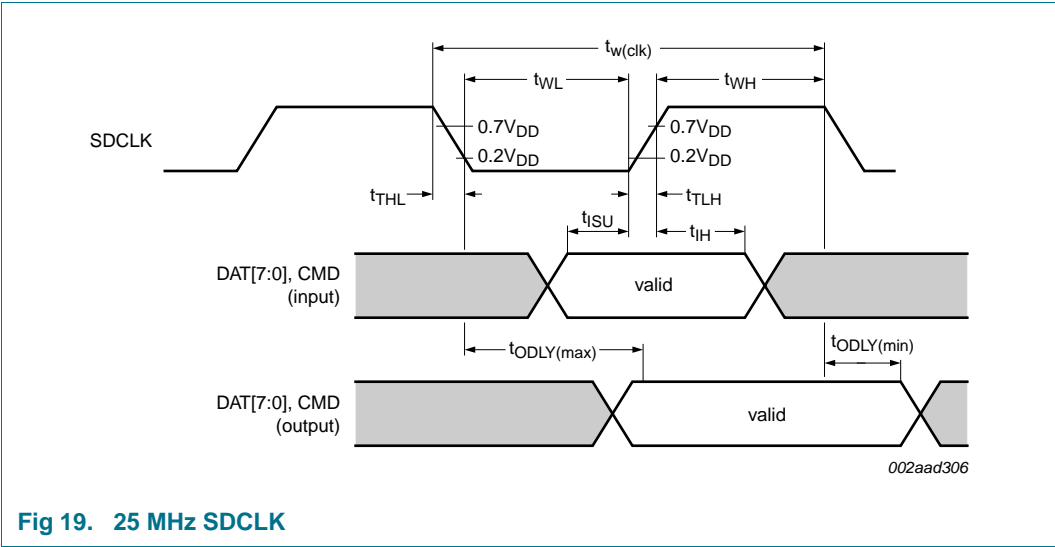 tw(clk)
tWL
tWH
SDCLK
0.7VDD
0.7VDD
0.2VDD
0.2VDD
tTHL
tTLH
tISU
tIH
DAT[7:0], CMD
(input)
valid
tODLY(max)
tODLY(min)
DAT[7:0], CMD
(output)
valid
002aad306
Fig 19. 25 MHz SDCLK